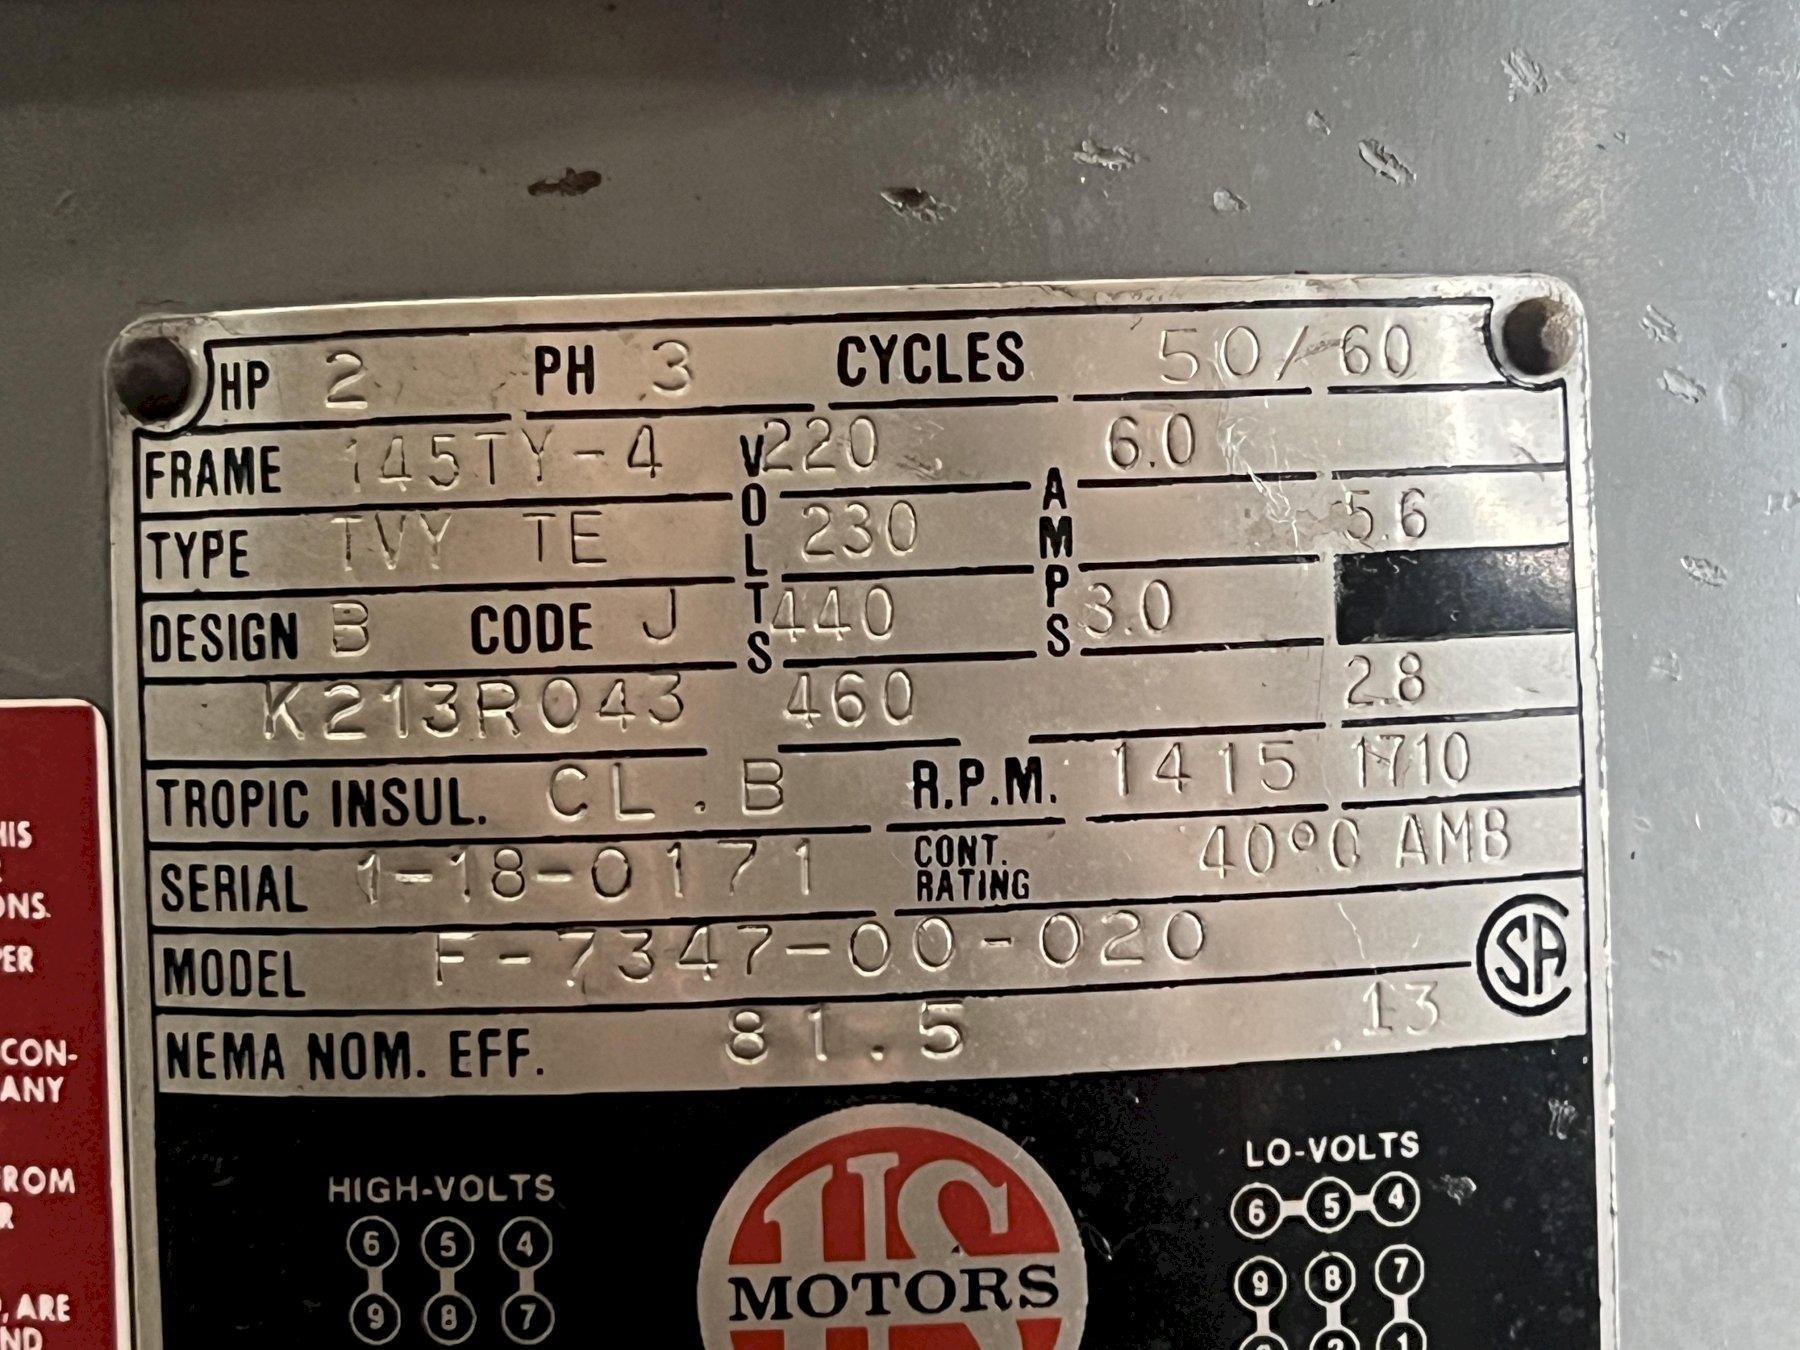 HP 2 PH 3 CYCLES 50/60
FRAME 145TY-4 VOLTS 220 AMPS 6.0
TYPE TVY TE 230 5.6
DESIGN B CODE J 440 3.0
K213R043 460 2.8
TROPIC INSUL. CL.B R.P.M. 1415 1710
SERIAL 1-18-0171 CONT. RATING 40°C AMB
MODEL F-7347-00-020 SA
NEMA NOM. EFF. 81.5 13
HIGH-VOLTS
6 5 4
9 8 7
US
MOTORS
LO-VOLTS
6 5 4
9 8 7
HIS
ONS.
PER
CON-
ANY
FROM
R
, ARE
ND